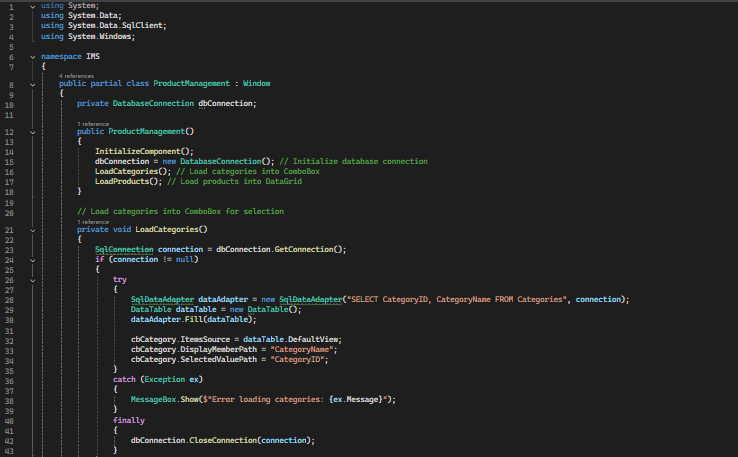 1 using System;
2 using System.Data;
3 using System.Data.SqlClient;
4 using System.Windows;
5
6 namespace IMS
7 {
4 references
8 public partial class ProductManagement : Window
9 {
10 private DatabaseConnection dbConnection;
11
1 reference
12 public ProductManagement()
13 {
14 InitializeComponent();
15 dbConnection = new DatabaseConnection(); // Initialize database connection
16 LoadCategories(); // Load categories into ComboBox
17 LoadProducts(); // Load products into DataGrid
18 }
19
20 // Load categories into ComboBox for selection
1 reference
21 private void LoadCategories()
22 {
23 SqlConnection connection = dbConnection.GetConnection();
24 if (connection != null)
25 {
26 try
27 {
28 SqlDataAdapter dataAdapter = new SqlDataAdapter("SELECT CategoryID, CategoryName FROM Categories", connection);
29 DataTable dataTable = new DataTable();
30 dataAdapter.Fill(dataTable);
31
32 cbCategory.ItemsSource = dataTable.DefaultView;
33 cbCategory.DisplayMemberPath = "CategoryName";
34 cbCategory.SelectedValuePath = "CategoryID";
35 }
36 catch (Exception ex)
37 {
38 MessageBox.Show($"Error loading categories: {ex.Message}");
39 }
40 finally
41 {
42 dbConnection.CloseConnection(connection);
43 }